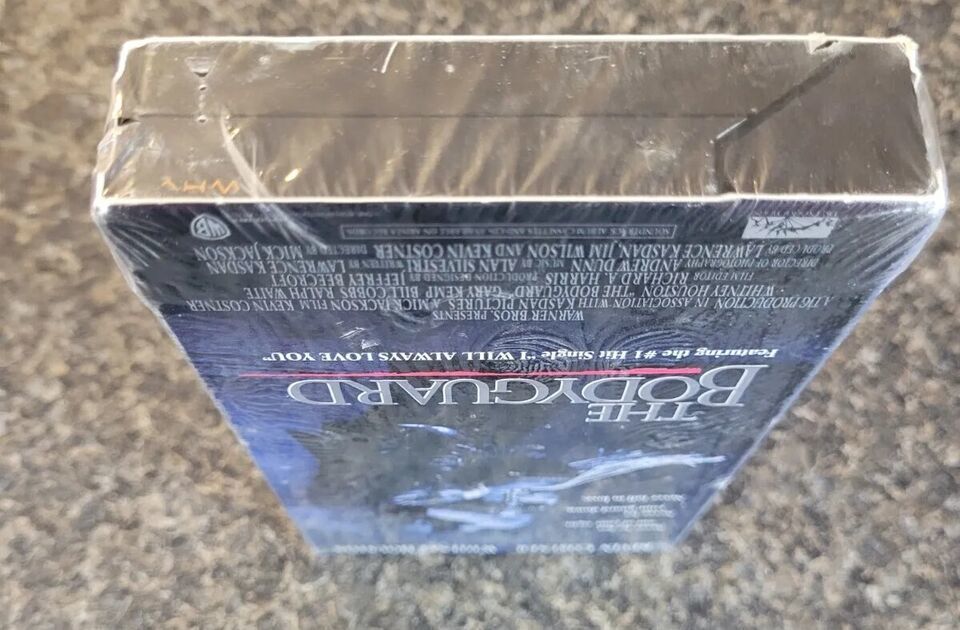 THE
BODYGUARD
Featuring the #1 Hit Single "I WILL ALWAYS LOVE YOU"
WARNER BROS. PRESENTS
A TIG PRODUCTION IN ASSOCIATION WITH KASDAN PICTURES A MICK JACKSON FILM KEVIN COSTNER
WHITNEY HOUSTON "THE BODYGUARD" GARY KEMP BILL COBBS RALPH WAITE
FILM EDITOR RICHARD A. HARRIS PRODUCTION DESIGNER JEFFREY BEECROFT
DIRECTOR OF PHOTOGRAPHY ANDREW DUNN MUSIC BY ALAN SILVESTRI WRITTEN BY LAWRENCE KASDAN
PRODUCED BY LAWRENCE KASDAN, JIM WILSON AND KEVIN COSTNER DIRECTED BY MICK JACKSON
WB